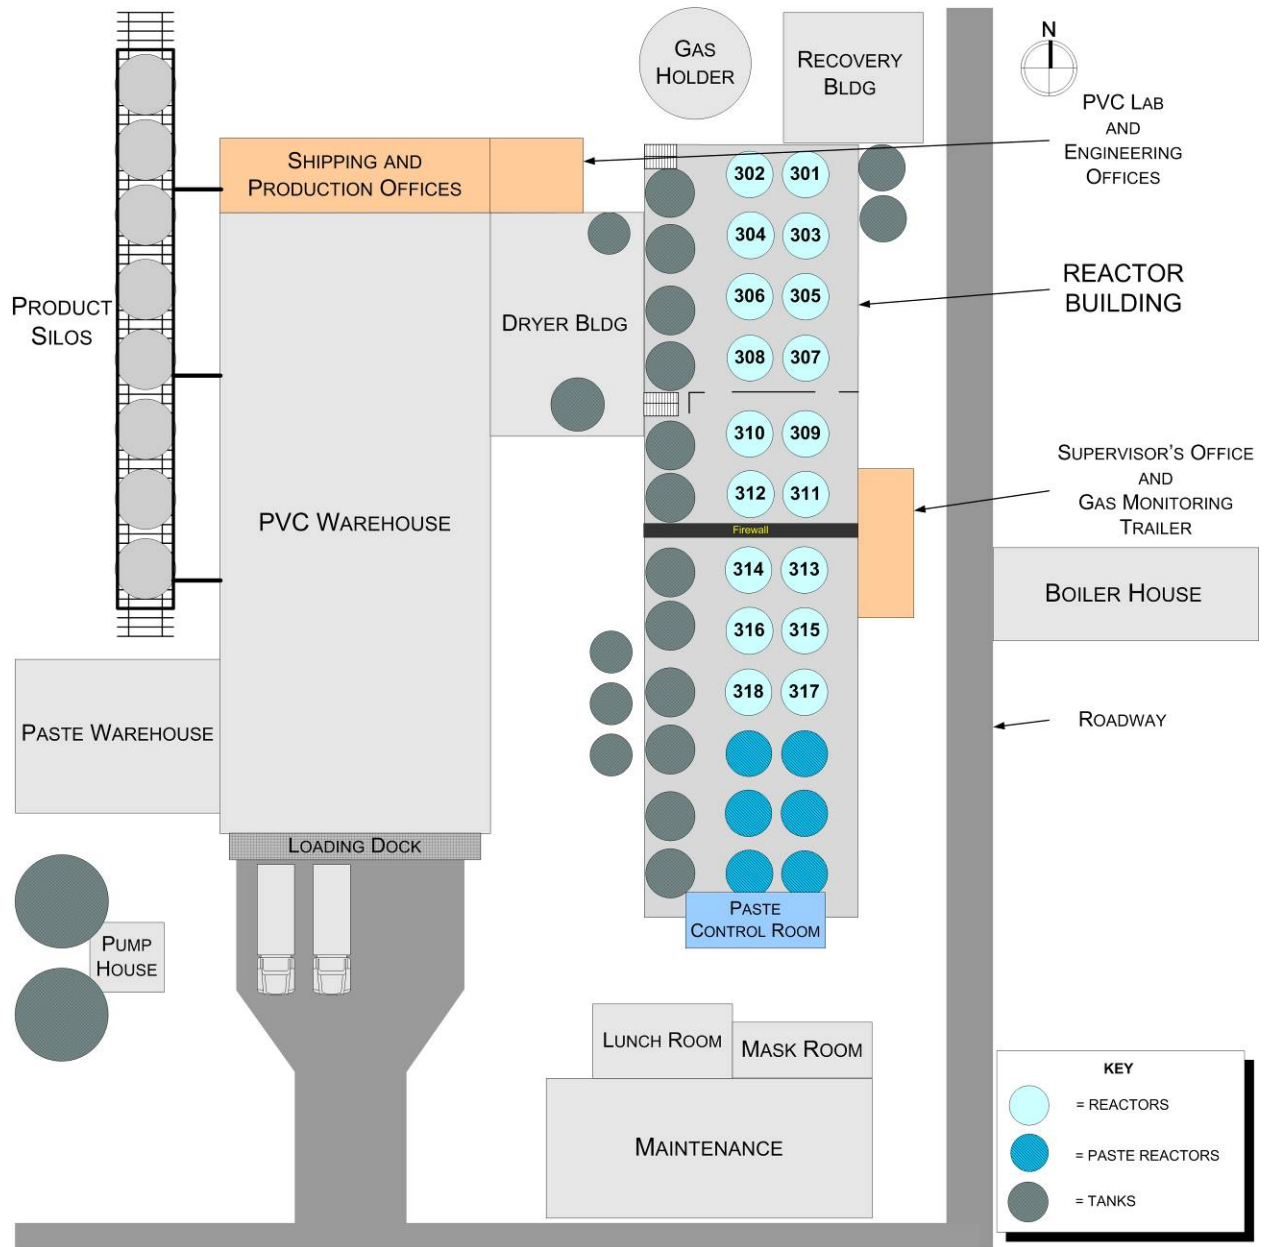 GAS
HOLDER
RECOVERY
BLDG
N
PVC LAB
AND
ENGINEERING
OFFICES
SHIPPING AND
PRODUCTION OFFICES
302
301
304
303
306
305
308
307
310
309
312
311
Firewall
314
313
316
315
318
317
REACTOR
BUILDING
PRODUCT
SILOS
DRYER BLDG
PVC WAREHOUSE
SUPERVISOR'S OFFICE
AND
GAS MONITORING
TRAILER
BOILER HOUSE
PASTE WAREHOUSE
ROADWAY
LOADING DOCK
PASTE
CONTROL ROOM
PUMP
HOUSE
LUNCH ROOM
MASK ROOM
MAINTENANCE
KEY
= REACTORS
= PASTE REACTORS
= TANKS